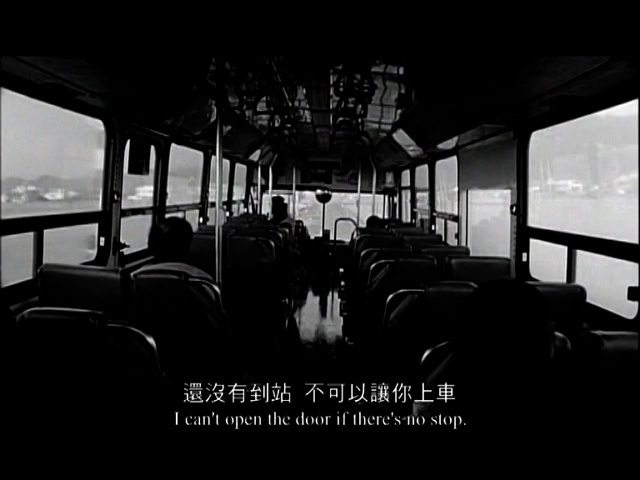 還沒有到站 不可以讓你上車
I can't open the door if there's no stop.